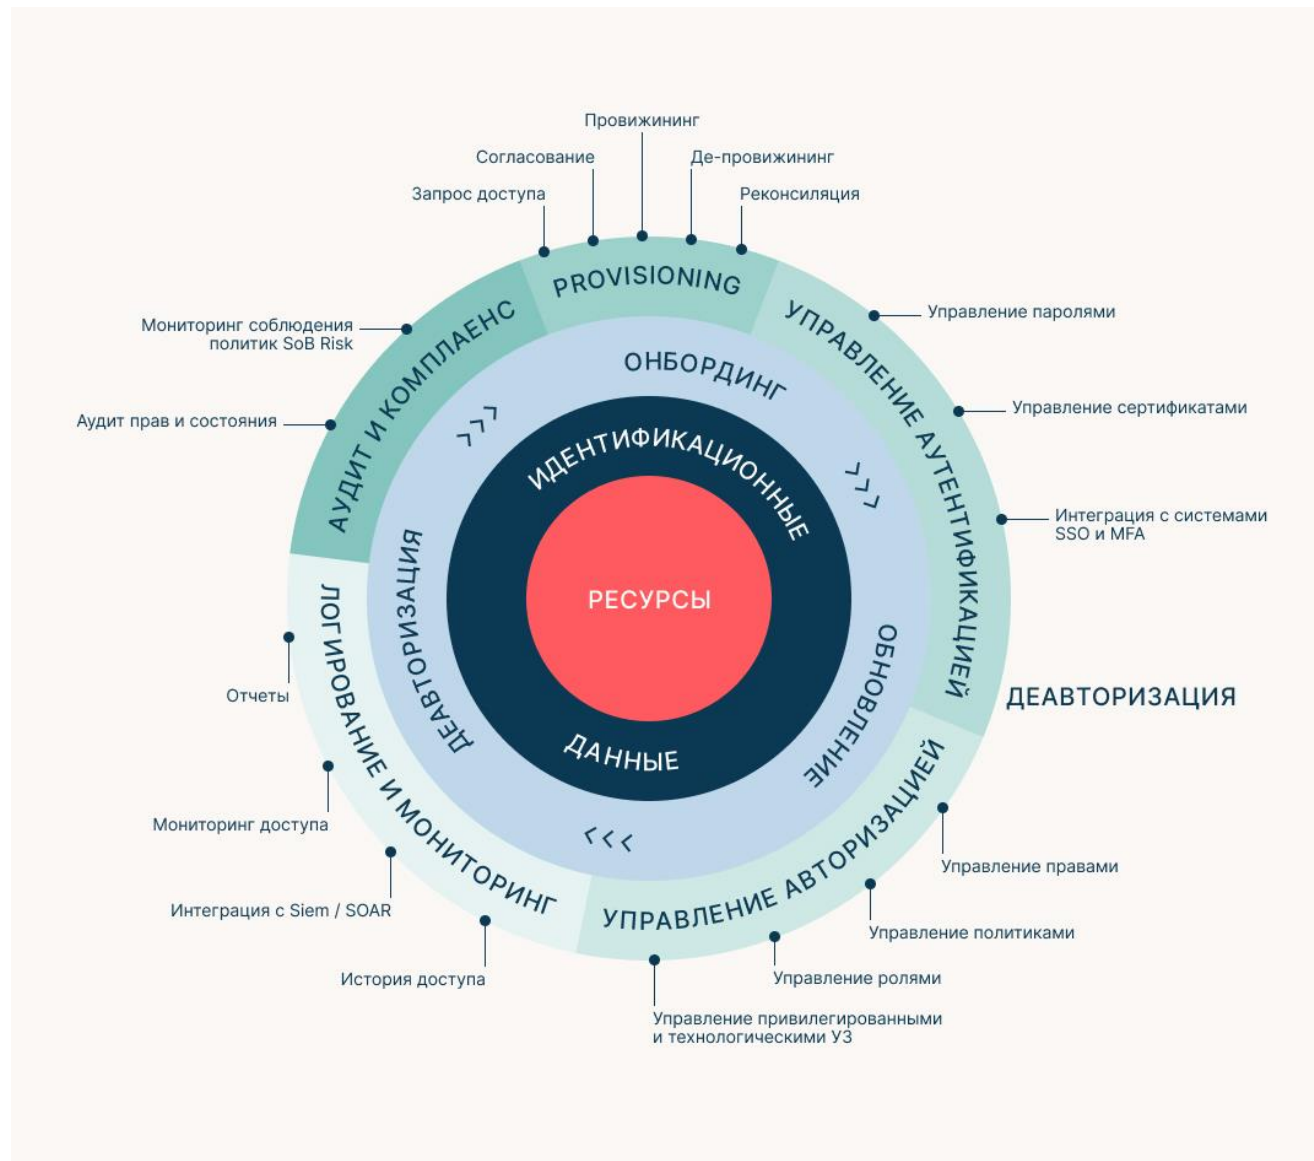 Провижининг
Согласование
Де-провижининг
Запрос доступа
Реконсиляция
PROVISIONING
УПРАВЛЕНИЕ АУТЕНТИФИКАЦИЕЙ
Управление паролями
Управление сертификатами
Интеграция с системами
SSO и MFA
ДЕАВТОРИЗАЦИЯ
УПРАВЛЕНИЕ АВТОРИЗАЦИЕЙ
Управление правами
Управление политиками
Управление ролями
Управление привилегированными
и технологическими УЗ
ЛОГИРОВАНИЕ И МОНИТОРИНГ
История доступа
Интеграция с Siem / SOAR
Мониторинг доступа
Отчеты
АУДИТ И КОМПЛАЕНС
Аудит прав и состояния
Мониторинг соблюдения
политик SoB Risk
ОНБОРДИНГ
>>>
ОБНОВЛЕНИЕ
>>>
ДЕАВТОРИЗАЦИЯ
>>>
ИДЕНТИФИКАЦИОННЫЕ
ДАННЫЕ
РЕСУРСЫ